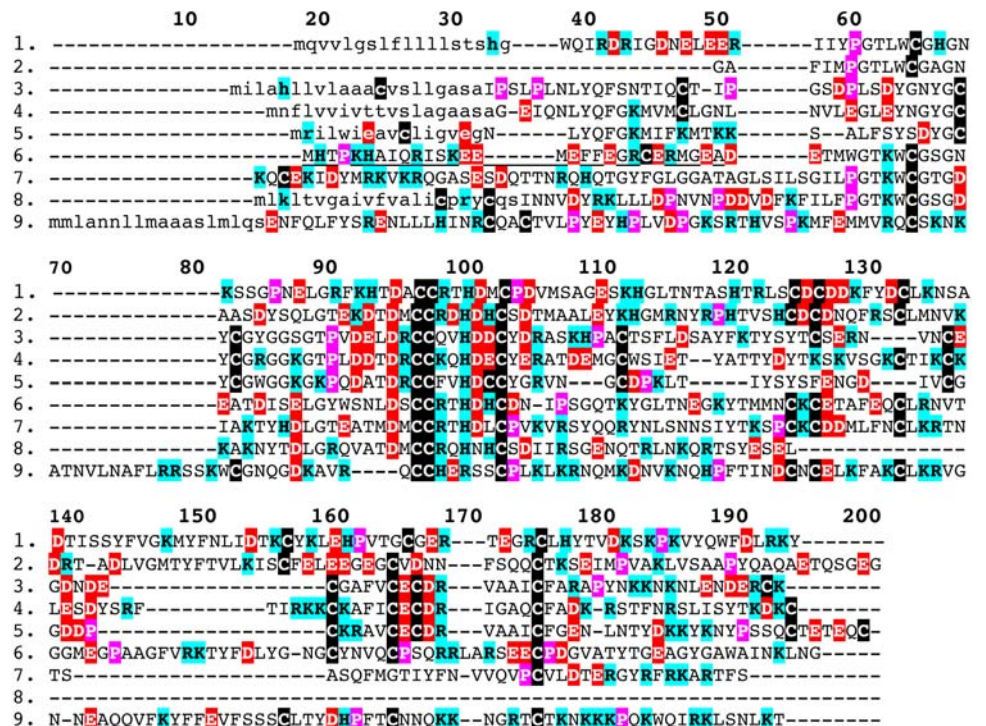 10 20 30 40 50 60
1. --------------------mqvvlgslfllllstshg----WQIRDRIGDNELEER------IIYPGTLWCGHGN
2. -------------------------------------------------------GA------FIMPGTLWCGAGN
3. ---------------milahllvlaaacvsllgasaIPSLPLNLYQFSNTIQCT-IP------GSDPLSDYGNYGC
4. ------------------mnflvvivttvslagaasaG-EIQNLYQFGKMVMCLGNL------NVLEGLEYNGYGC
5. ---------------------mrilwieavcligvegN-----LYQFGKMIFKMTKK------S--ALFSYSDYGC
6. ---------------------MHTPKHAIQRISKEE------MEFFEGRCERMGEAD------ETMWGTKWCGSGN
7. -----------------KQCEKIDYMRKVKRQGASESDQTTNRQHQTGYFGLGGATAGLSILSGILPGTKWCGTGD
8. -------------------mlkltvgaivfvalicprycqsINNVDYRKLLLDPNVNPDDVDFKFILFPGTKWCGSGD
9. mmlannllmaaaslmlqsENFQLFYSRENLLLHINRCQACTVLPYEYHPLVDPGKSRTHVSPKMFEMMVRQCSKNK
70 80 90 100 110 120 130
1. --------------KSSGPNELGRFKHTDACCRTHDMCPDVMSAGESKHGLTNTASHTRLSCDCDDKFYDCLKNSA
2. --------------AASDYSQLGTEKDTDMCCRDHDHCSDTMAALEYKHGMRNYRPHTVSHCDCDNQFRSCLMNVK
3. --------------YCGYGGSGTPVDELDRCCQVHDDCYDRASKHPACTSFLDSAYFKTYSYTCSERN----VNCE
4. --------------YCGRGGKGTPLDDTDRCCKQHDECYERATDEMGCWSIET--YATTYDYTKSKVSGKCTIKCK
5. --------------YCGWGGKGKPQDATDRCCFVHDCCYGRVN---GCDPKLT-----IYSYSFENGD----IVCG
6. --------------EATDISELGYWSNLDSCCRTHDHCDN-IPSGQTKYGLTNEGKYTMMNCKCETAFEQCLRNVT
7. --------------IAKTYHDLGTEATMDMCCRTHDLCPVKVRSYQQRYNLSNNSIYTKSPCKCDDMLFNCLKRTN
8. --------------KAKNYTDLGRQVATDMCCRQHNHCSDIIRSGENQTRLNKQRTSYESEL--------------
9. ATNVLNAFLRRSSKWCGNQGDKAVR----QCCHERSSCPLKLKRNQMKDNVKNQHPFTINDCNCELKFAKCLKRVG
140 150 160 170 180 190 200
1. DTISSYFVGKMYFNLIDTKCYKLEHPVTGCGER---TEGRCLHYTVDKSKPKVYQWFDLRKY-------
2. DRT-ADLVGMTYFTVLKISCFELEEGEGCVDNN---FSQQCTKSEIMPVAKLVSAAPYQAQAETQSGEG
3. GDNDE------------------CGAFVCECDR---VAAICFARAPYNKKNKNLENDERCK--------
4. LESDYSRF------------TIRKKCKAFICECDR---IGAQCFADK-RSTFNRSLISYTKDKC-------
5. GDDP-------------------CKRAVCECDR---VAAICFGEN-LNTYDKKYKNYPSSQCTETEQC-
6. GGMEGPAAGFVRKTYFDLYG-NGCYNVQCPSQRRLARSEECPDGVATYTGEAGYGAWAINKLNG-----
7. TS---------------------ASQFMGTIYFN-VVQVPCVLDTERGYRFRKARTFS-----------
8. ---------------------------------------------------------------------
9. N-NEAQQVFKYFFEVFSSSCLTYDHPFTCNNQKK---NGRTCTKNKKKPQKWQIRKLSNLKT-------